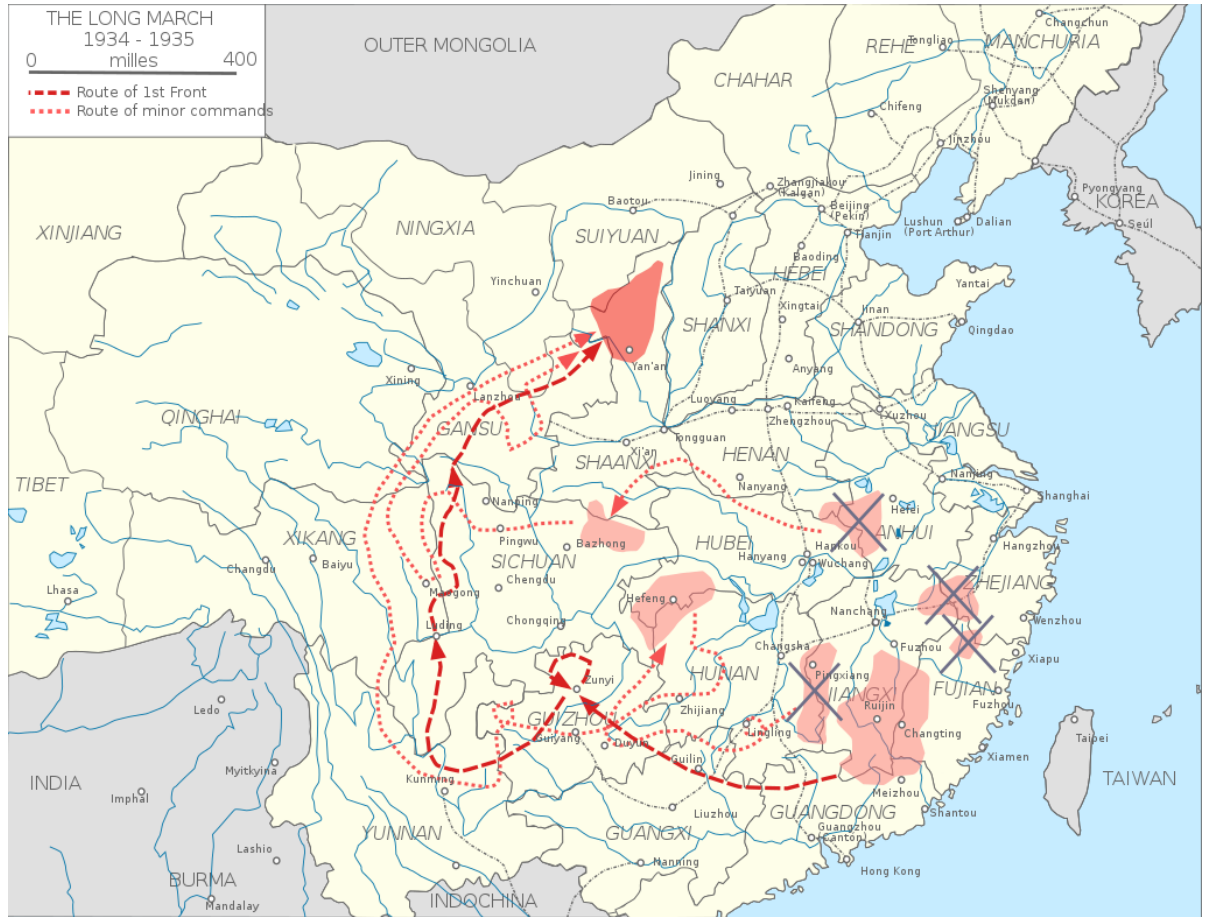 THE LONG MARCH
1934 - 1935
0 milles 400
Route of 1st Front
Route of minor commands
OUTER MONGOLIA
REHE
MANCHURIA
Changchun
Tongliao
CHAHAR
Shenyang
(Mukden)
Chifeng
Jinzhou
Jining
Zhangjiakou
(Kalgan)
Beijing
(Pekin)
Pyongyang
KOREA
Seúl
Baotou
Lushun
(Port Arthur)
Dalian
XINJIANG
NINGXIA
SUIYUAN
Tianjin
Baoding
HEBEI
Yantai
Yinchuan
Taiyuan
Xingtai
Jinan
SHANXI
SHANDONG
Qingdao
Yan'an
Anyang
Xining
Lanzhou
Luoyang
Kaifeng
Zhengzhou
Xuzhou
QINGHAI
GANSU
Tongguan
JIANGSU
Xi'an
SHAANXI
HENAN
TIBET
Nanyang
Nanjing
Nanping
Hefei
Shanghai
XIKANG
Pingwu
Bazhong
HUBEI
ANHUI
Hangzhou
Changdu
Baiyu
SICHUAN
Hankou
Hanyang
Wuchang
Chengdu
ZHEJIANG
Lhasa
Maogong
Hefeng
Nanchang
Luding
Chongqing
Wenzhou
Changsha
Fuzhou
Xiapu
Zunyi
HUNAN
Pingxiang
JIANGXI
FUJIAN
Ledo
Zhijiang
Ruijin
Fuzhou
GUIZHOU
Lingling
Changting
Guiyang
Duyun
Taipei
Guilin
Xiamen
Myitkyina
Kunming
Meizhou
TAIWAN
INDIA
Imphal
Liuzhou
GUANGDONG
Shantou
YUNNAN
GUANGXI
Guangzhou
(Canton)
Lashio
Nanning
Hong Kong
BURMA
INDOCHINA
Mandalay